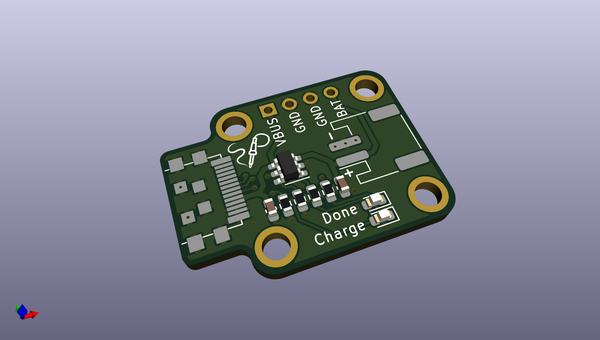 VBUS
GND
GND
BAT
-
+
Done
Charge